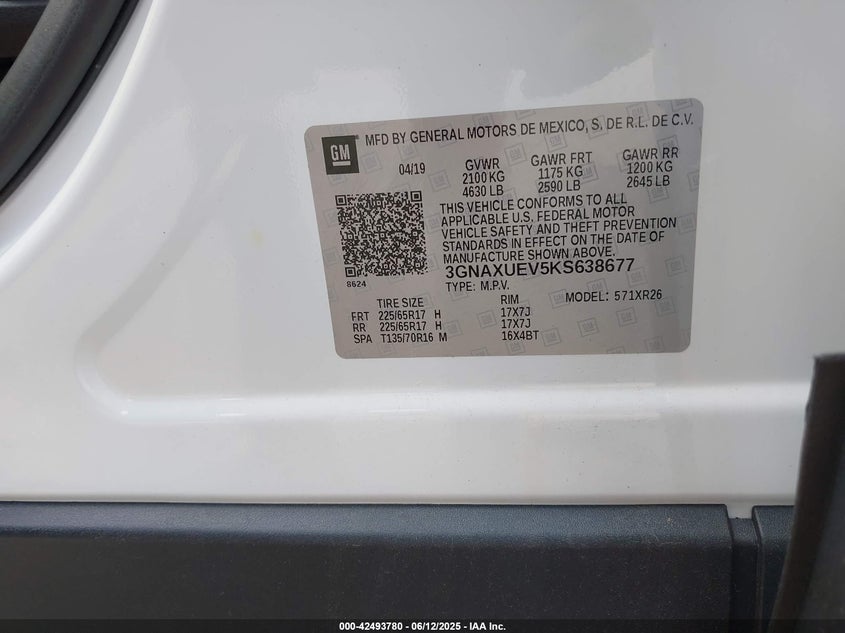 GM
MFD BY GENERAL MOTORS DE MEXICO, S. DE R.L. DE C.V.
04/19 GVWR GAWR FRT GAWR RR
2100 KG 1175 KG 1200 KG
4630 LB 2590 LB 2645 LB
THIS VEHICLE CONFORMS TO ALL
APPLICABLE U.S. FEDERAL MOTOR
VEHICLE SAFETY AND THEFT PREVENTION
STANDARDS IN EFFECT ON THE DATE OF
MANUFACTURE SHOWN ABOVE.
8624
3GNAXUEV5KS638677
TYPE: M.P.V.
TIRE SIZE RIM MODEL: 571XR26
FRT 225/65R17 H 17X7J
RR 225/65R17 H 17X7J
SPA T135/70R16 M 16X4BT
000-42493780 - 06/12/2025 - IAA Inc.